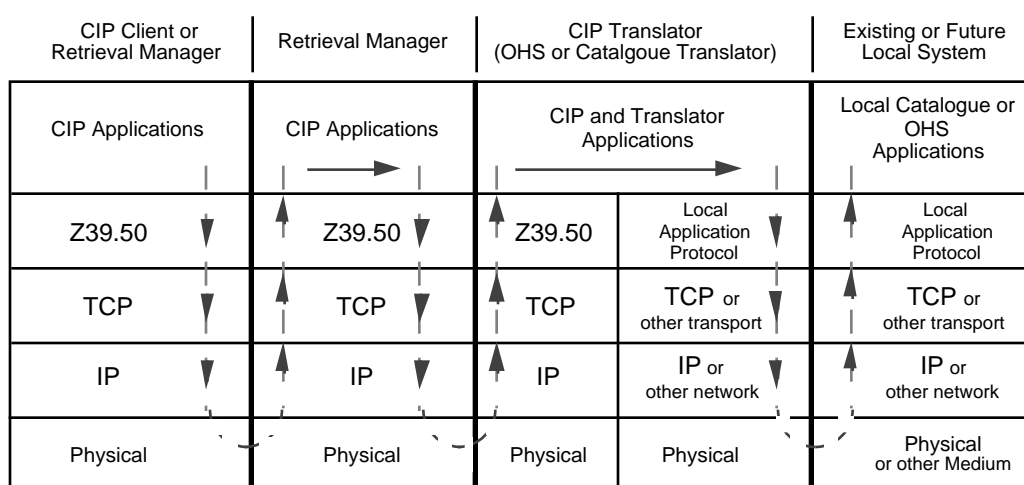 CIP Client or
Retrieval Manager
Retrieval Manager
CIP Translator
(OHS or Catalgoue Translator)
Existing or Future
Local System
CIP Applications
CIP Applications
CIP and Translator
Applications
Local Catalogue or
OHS
Applications
Z39.50
Z39.50
Z39.50
Local
Application
Protocol
Local
Application
Protocol
TCP
TCP
TCP
TCP or
other transport
TCP or
other transport
IP
IP
IP
IP or
other network
IP or
other network
Physical
Physical
Physical
Physical
Physical
or other Medium